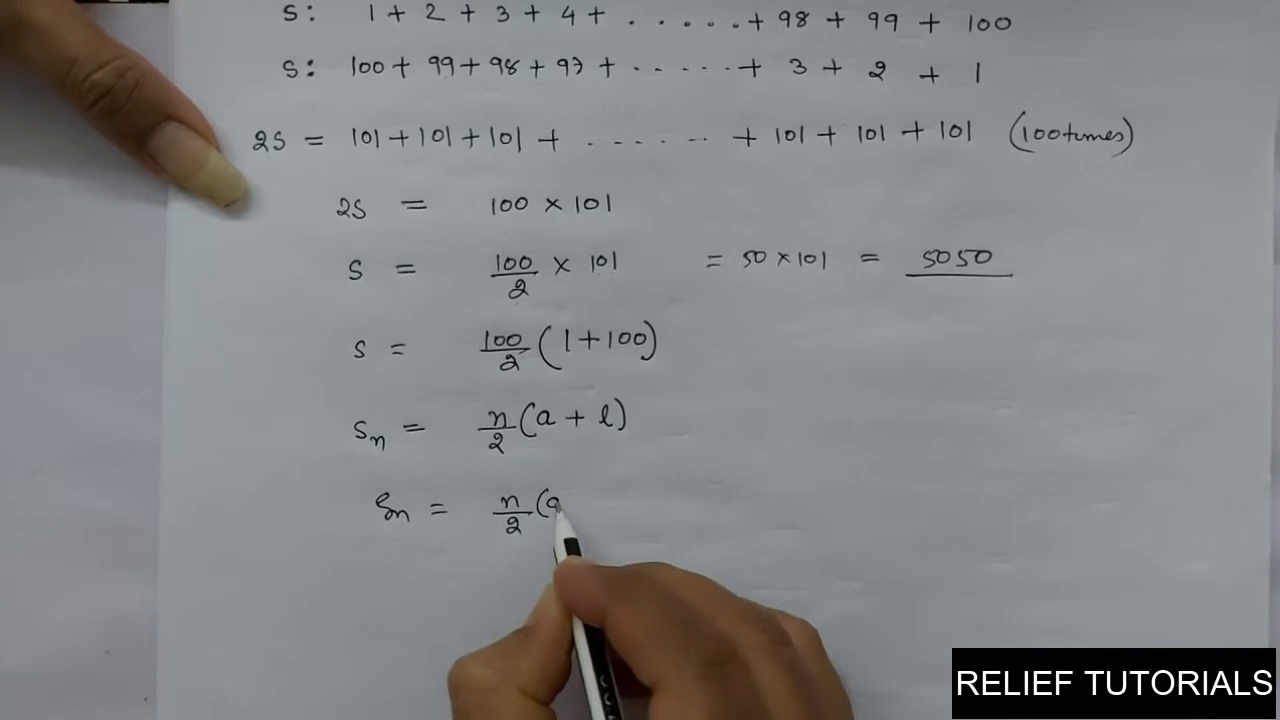 S: 1 + 2 + 3 + 4 + . . . . . . + 98 + 99 + 100
S: 100 + 99 + 98 + 97 + - - - - - - + 3 + 2 + 1
2S = 101 + 101 + 101 + . - - - - . . + 101 + 101 + 101 (100 times)
2S = 100 × 101
S = 100/2 × 101 = 50 × 101 = 5050
S = 100/2 (1 + 100)
Sn = n/2 (a + l)
Sn = n/2 (a
RELIEF TUTORIALS